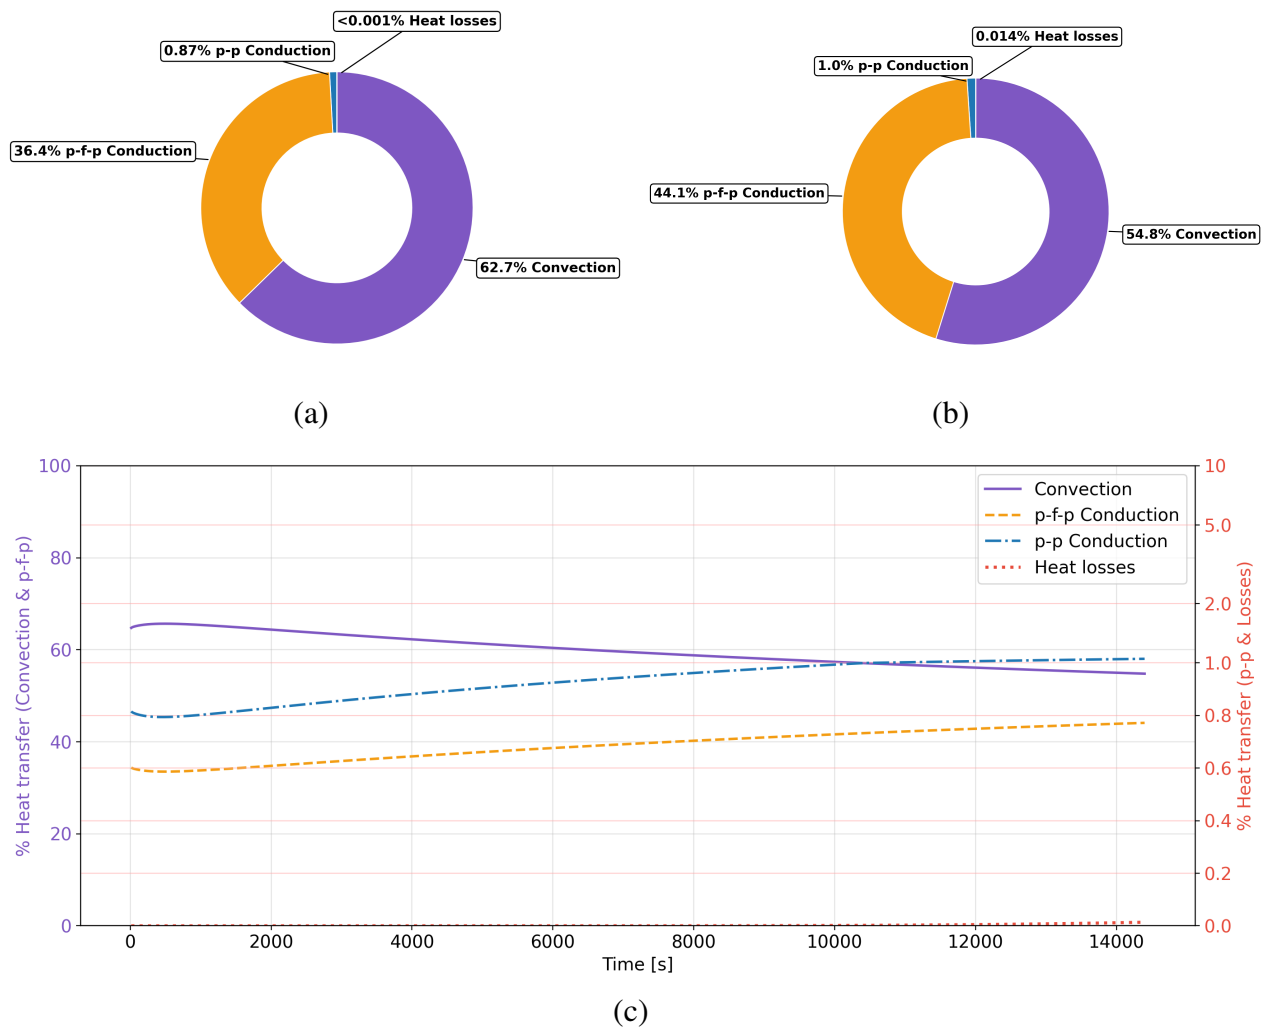 <0.001% Heat losses
0.87% p-p Conduction
36.4% p-f-p Conduction
62.7% Convection
(a)
0.014% Heat losses
1.0% p-p Conduction
44.1% p-f-p Conduction
54.8% Convection
(b)
% Heat transfer (Convection & p-f-p)
100
80
60
40
20
0
Convection
p-f-p Conduction
p-p Conduction
Heat losses
10
5.0
2.0
1.0
0.8
0.6
0.4
0.2
0.0
% Heat transfer (p-p & Losses)
0 2000 4000 6000 8000 10000 12000 14000
Time [s]
(c)